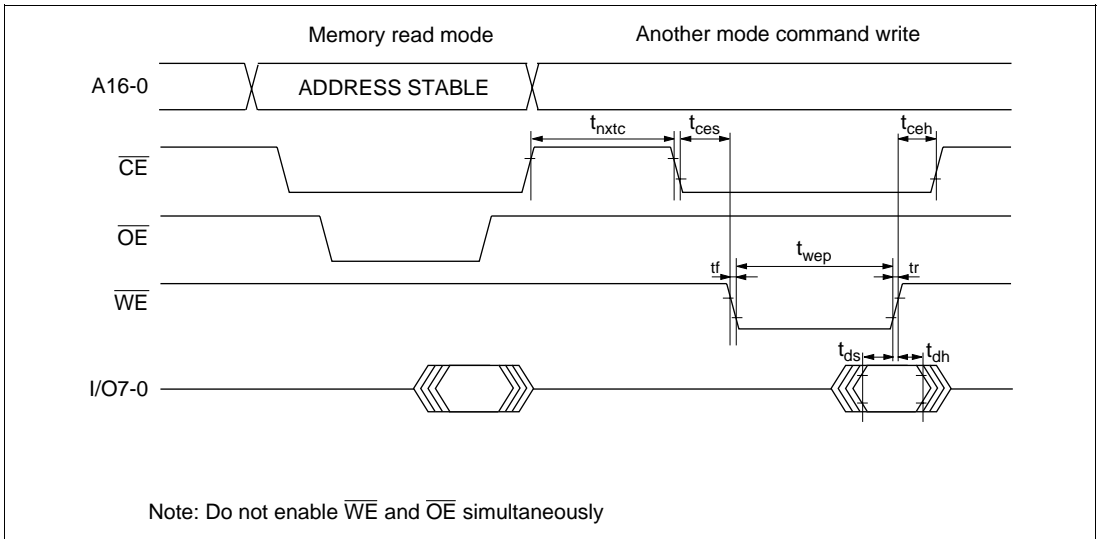 Memory read mode
Another mode command write
A16-0
ADDRESS STABLE
tnxtc
tces
tceh
CE
OE
twep
tf
tr
WE
tds
tdh
I/O7-0
Note: Do not enable WE and OE simultaneously